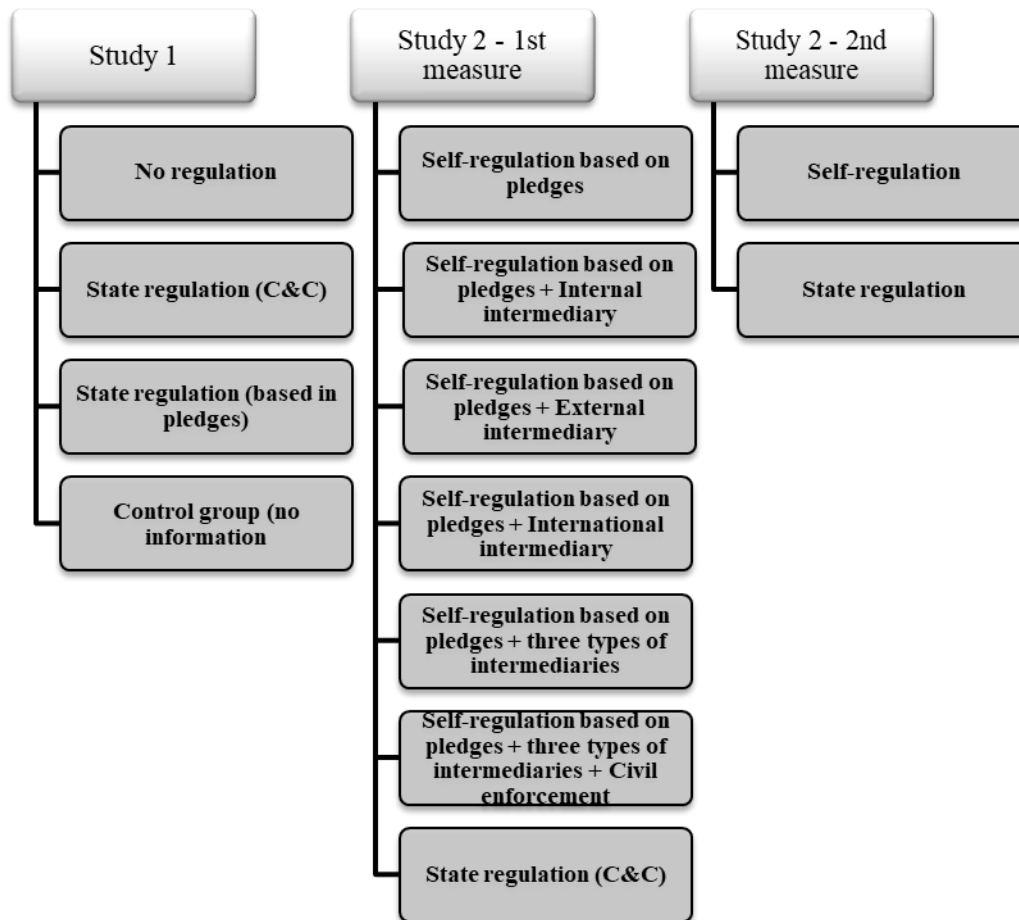 Study 1
No regulation
State regulation (C&C)
State regulation (based in
pledges)
Control group (no
information
Study 2 - 1st
measure
Self-regulation based on
pledges
Self-regulation based on
pledges + Internal
intermediary
Self-regulation based on
pledges + External
intermediary
Self-regulation based on
pledges + International
intermediary
Self-regulation based on
pledges + three types of
intermediaries
Self-regulation based on
pledges + three types of
intermediaries + Civil
enforcement
State regulation (C&C)
Study 2 - 2nd
measure
Self-regulation
State regulation